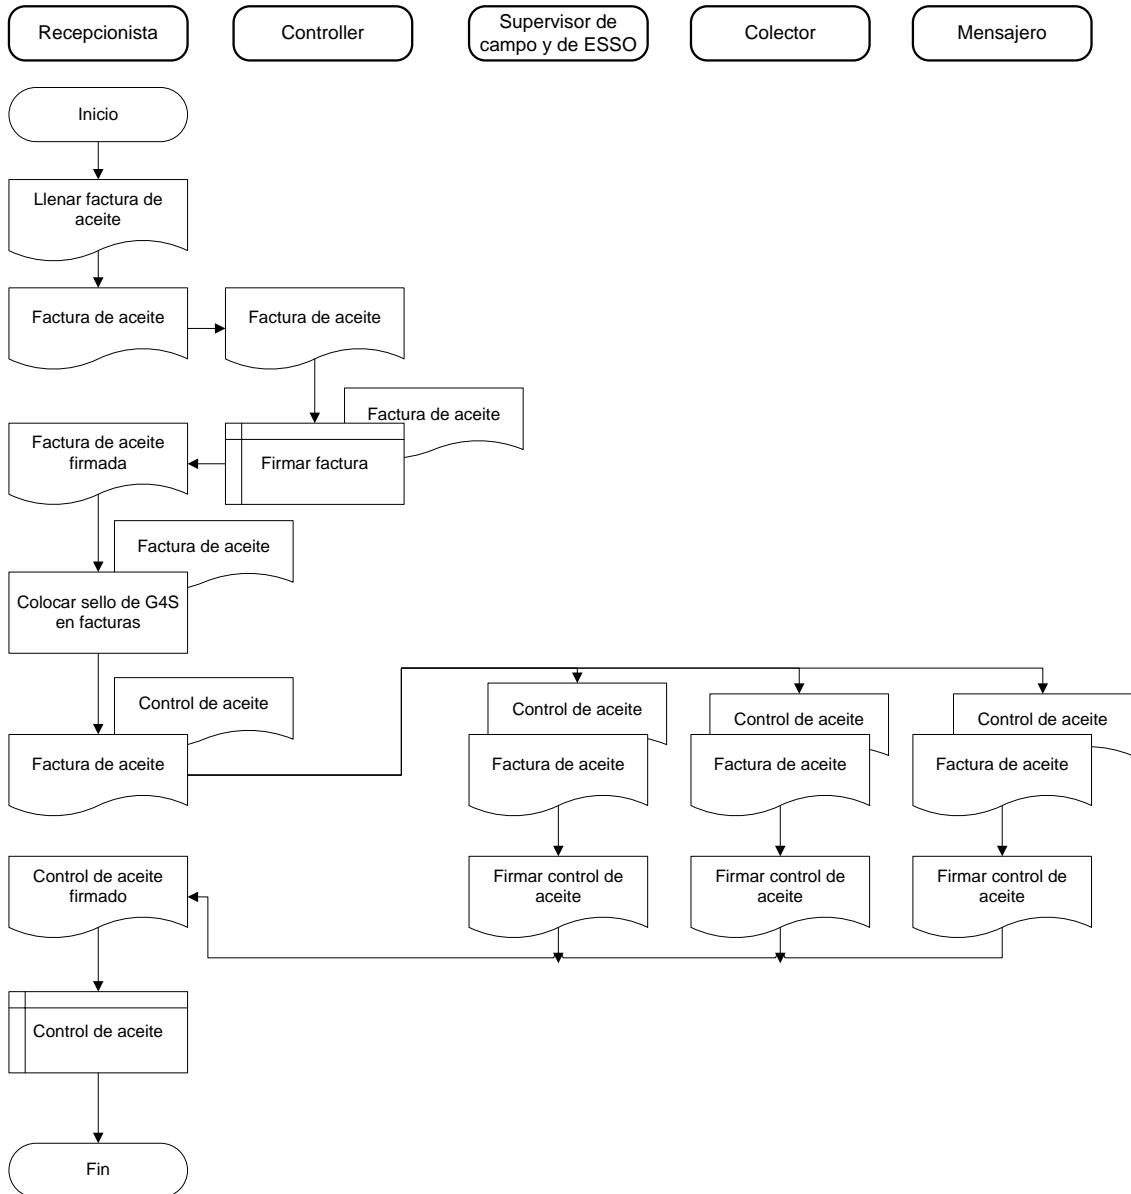 Recepcionista
Controller
Supervisor de
campo y de ESSO
Colector
Mensajero
Inicio
Llenar factura de
aceite
Factura de aceite
Factura de aceite
Factura de aceite
Factura de aceite
firmada
Firmar factura
Factura de aceite
Colocar sello de G4S
en facturas
Control de aceite
Control de aceite
Control de aceite
Control de aceite
Factura de aceite
Factura de aceite
Factura de aceite
Factura de aceite
Control de aceite
firmado
Firmar control de
aceite
Firmar control de
aceite
Firmar control de
aceite
Control de aceite
Fin